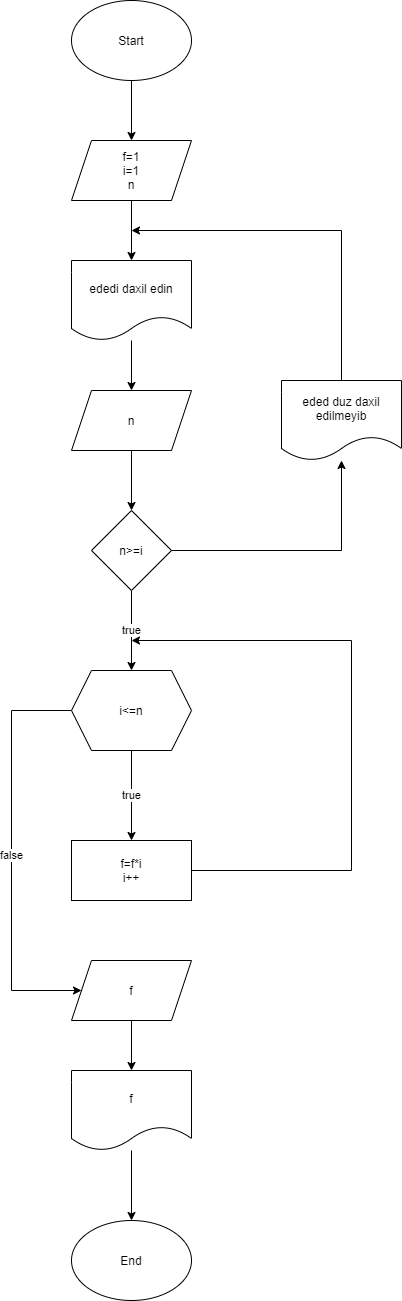 Start
f=1
i=1
n
ededi daxil edin
n
eded duz daxil
edilmeyib
n>=i
true
i<=n
true
false
f=f*i
i++
f
f
End